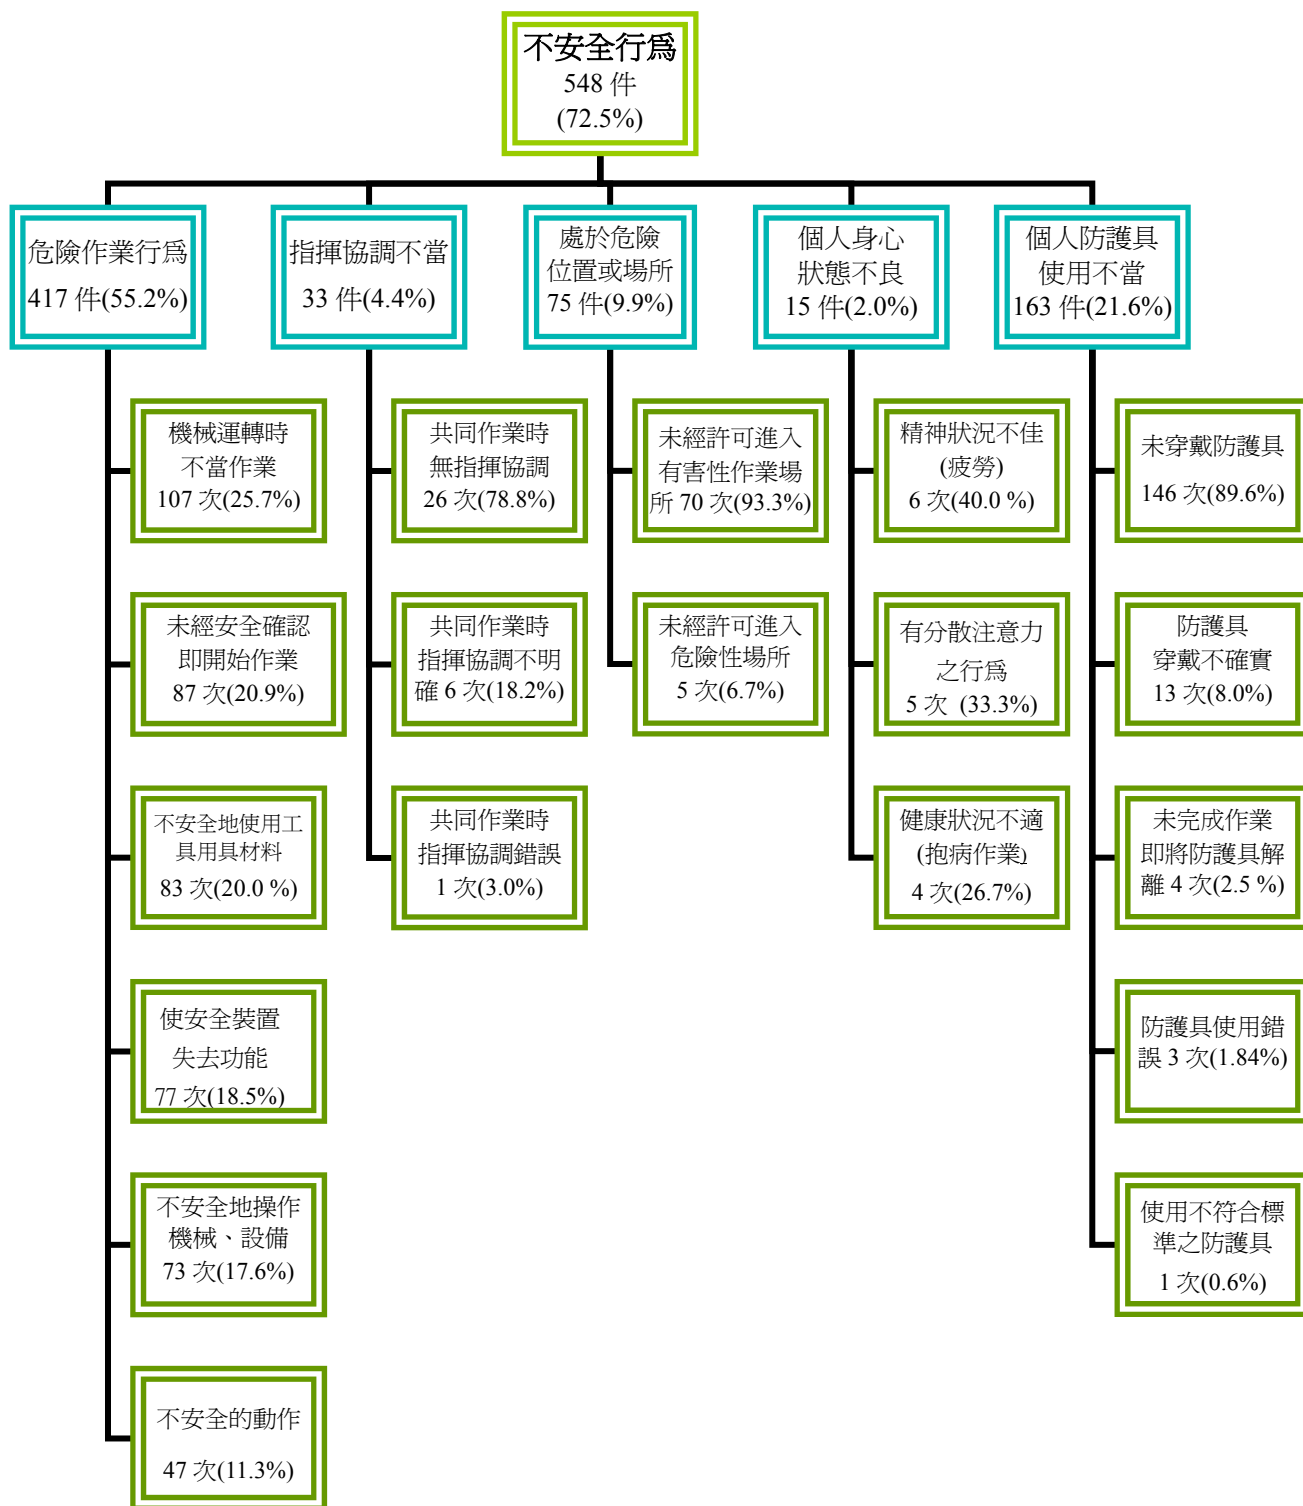 不安全行為
548 件
(72.5%)
危險作業行為
417 件(55.2%)
指揮協調不當
33 件(4.4%)
處於危險
位置或場所
75 件(9.9%)
個人身心
狀態不良
15 件(2.0%)
個人防護具
使用不當
163 件(21.6%)
機械運轉時
不當作業
107 次(25.7%)
未經安全確認
即開始作業
87 次(20.9%)
不安全地使用工
具用具材料
83 次(20.0 %)
使安全裝置
失去功能
77 次(18.5%)
不安全地操作
機械、設備
73 次(17.6%)
不安全的動作
47 次(11.3%)
共同作業時
無指揮協調
26 次(78.8%)
共同作業時
指揮協調不明
確 6 次(18.2%)
共同作業時
指揮協調錯誤
1 次(3.0%)
未經許可進入
有害性作業場
所 70 次(93.3%)
未經許可進入
危險性場所
5 次(6.7%)
精神狀況不佳
(疲勞)
6 次(40.0 %)
有分散注意力
之行為
5 次 (33.3%)
健康狀況不適
(抱病作業)
4 次(26.7%)
未穿戴防護具
146 次(89.6%)
防護具
穿戴不確實
13 次(8.0%)
未完成作業
即將防護具解
離 4 次(2.5 %)
防護具使用錯
誤 3 次(1.84%)
使用不符合標
準之防護具
1 次(0.6%)